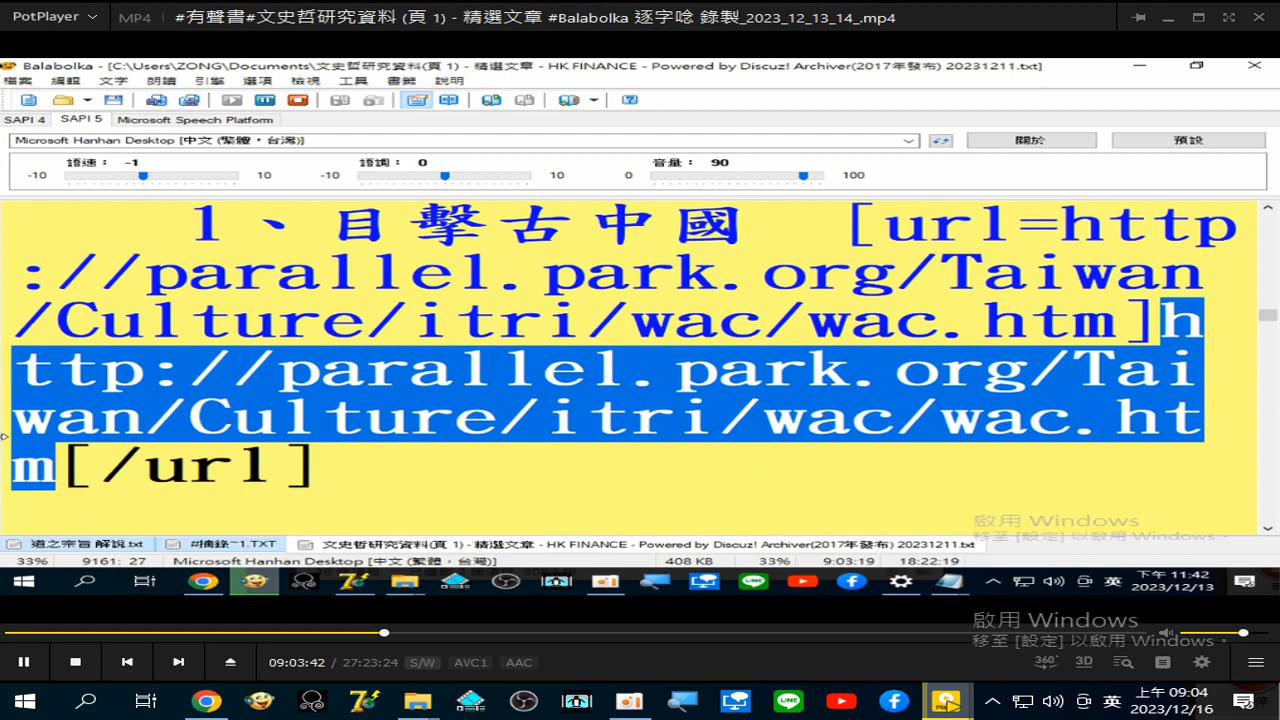 PotPlayer
MP4
#有聲書#文史哲研究資料 (頁 1) - 精選文章 #Balabolka 逐字唸 錄製_2023_12_13_14_.mp4
Balabolka - [C:\Users\ZONG\Documents\文史哲研究資料(頁 1) - 精選文章 - HK FINANCE - Powered by Discuz! Archiver(2017年發布) 20231211.txt]
檔案 編輯 文字 朗讀 引擎 選項 檢視 工具 書籤 說明
SAPI 4 SAPI 5 Microsoft Speech Platform
Microsoft Hanhan Desktop [中文 (繁體，台灣)]
關於 預設
語速： -1 語調： 0 音量： 90
-10 10 -10 10 0 100
1、目擊古中國 [url=http
://parallel.park.org/Taiwan
/Culture/itri/wac/wac.htm]h
ttp://parallel.park.org/Tai
wan/Culture/itri/wac/wac.ht
m[/url]
啟用 Windows
移至 [設定] 以啟用 Windows。
道之宗旨 解說.txt #摘錄~1.TXT 文史哲研究資料(頁 1) - 精選文章 - HK FINANCE - Powered by Discuz! Archiver(2017年發布) 20231211.txt
33% 9161: 27 Microsoft Hanhan Desktop [中文 (繁體，台灣)] 408 KB 33% 9:03:19 18:22:19
英 下午 11:42
2023/12/13
啟用 Windows
移至 [設定] 以啟用 Windows。
09:03:42 / 27:23:24 S/W AVC1 AAC
360° 3D
英 上午 09:04
2023/12/16